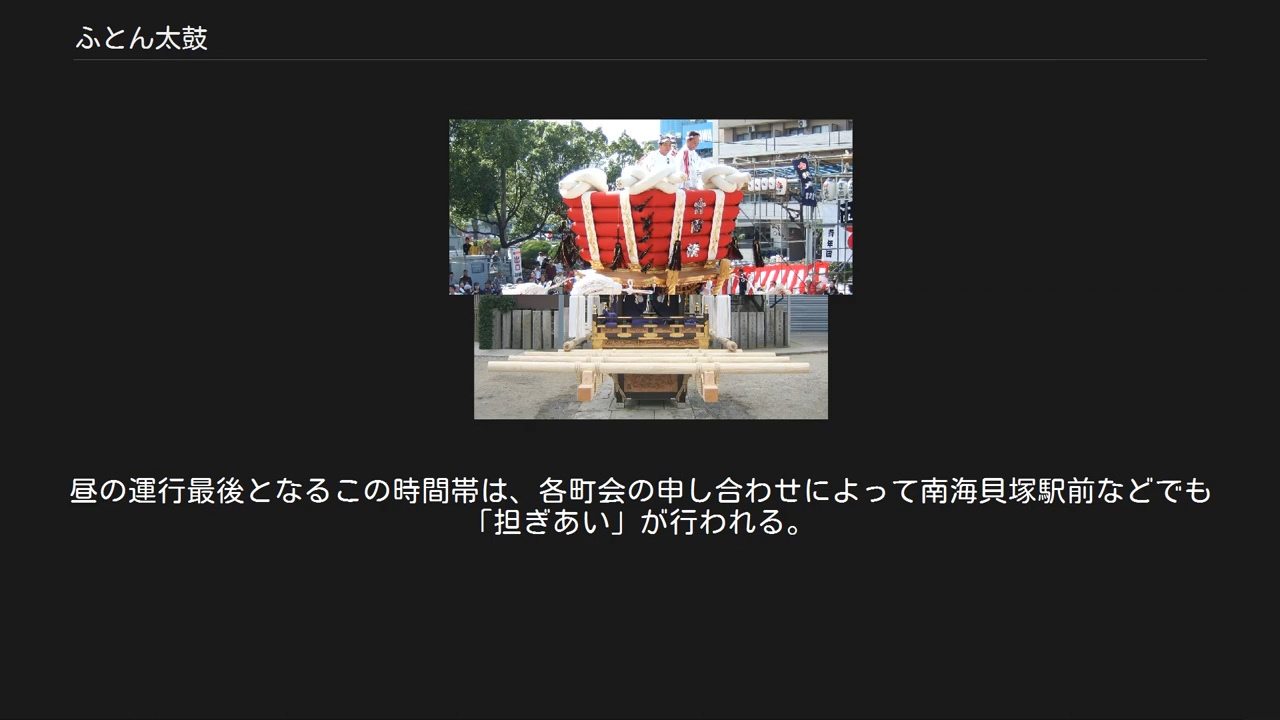 ふとん太鼓
昼の運行最後となるこの時間帯は、各町会の申し合わせによって南海貝塚駅前などでも
「担ぎあい」が行われる。